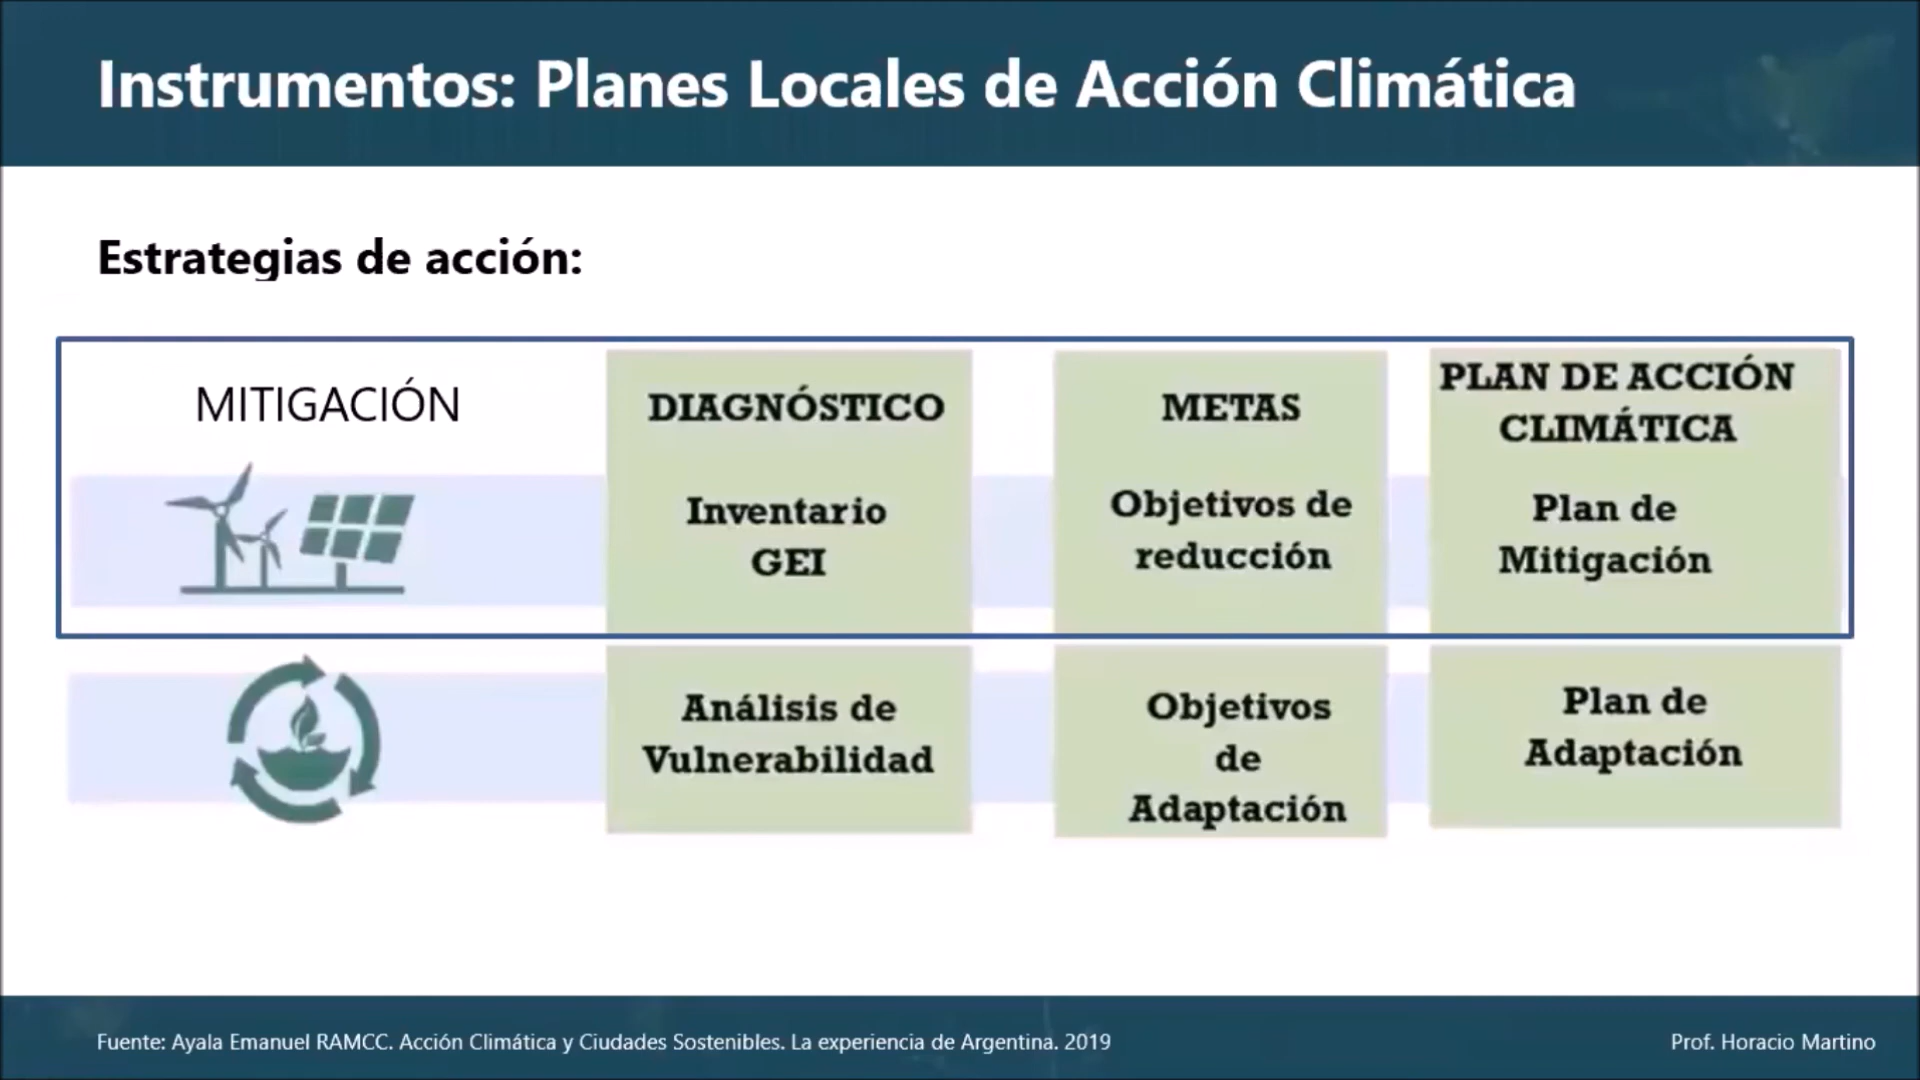 Instrumentos: Planes Locales de Acción Climática
Estrategias de acción:
MITIGACIÓN
DIAGNÓSTICO
Inventario
GEI
METAS
Objetivos de
reducción
PLAN DE ACCIÓN
CLIMÁTICA
Plan de
Mitigación
Análisis de
Vulnerabilidad
Objetivos
de
Adaptación
Plan de
Adaptación
Fuente: Ayala Emanuel RAMCC. Acción Climática y Ciudades Sostenibles. La experiencia de Argentina. 2019
Prof. Horacio Martino